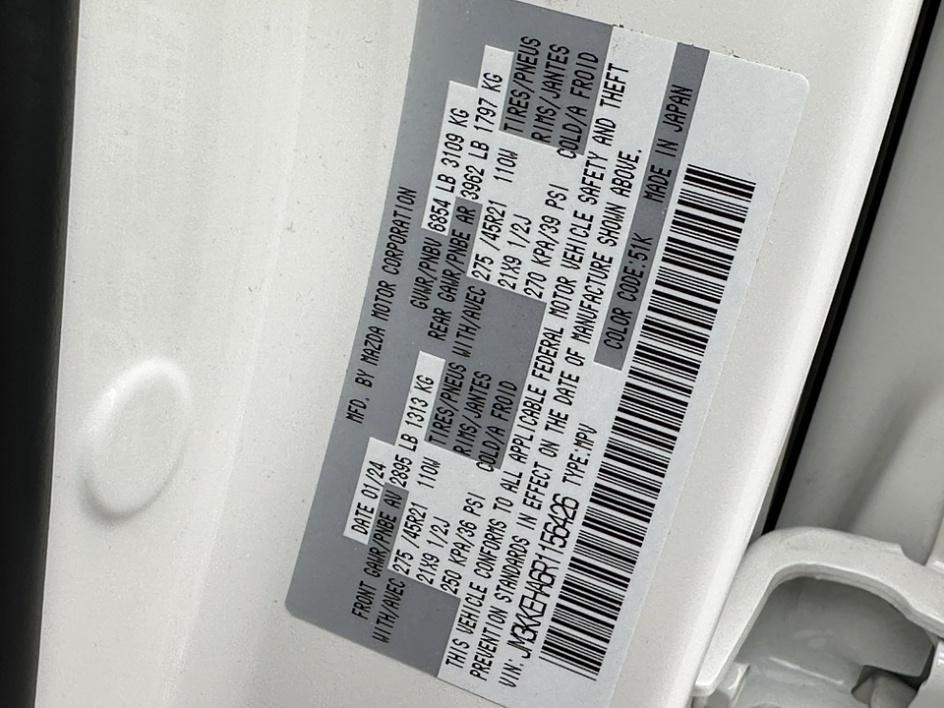 MFD. BY MAZDA MOTOR CORPORATION
DATE 01/24 GVWR/PNBV 6854 LB 3109 KG
FRONT GAWR/PNBE AV 2895 LB 1313 KG REAR GAWR/PNBE AR 3962 LB 1797 KG
WITH/AVEC 275 /45R21 110W TIRES/PNEUS WITH/AVEC 275 /45R21 110W TIRES/PNEUS
21X9 1/2J RIMS/JANTES 21X9 1/2J RIMS/JANTES
250 KPA/36 PSI COLD/A FROID 270 KPA/39 PSI COLD/A FROID
THIS VEHICLE CONFORMS TO ALL APPLICABLE FEDERAL MOTOR VEHICLE SAFETY AND THEFT
PREVENTION STANDARDS IN EFFECT ON THE DATE OF MANUFACTURE SHOWN ABOVE.
VIN: JM3KKEHA6R1156426 TYPE:MPV COLOR CODE:51K MADE IN JAPAN